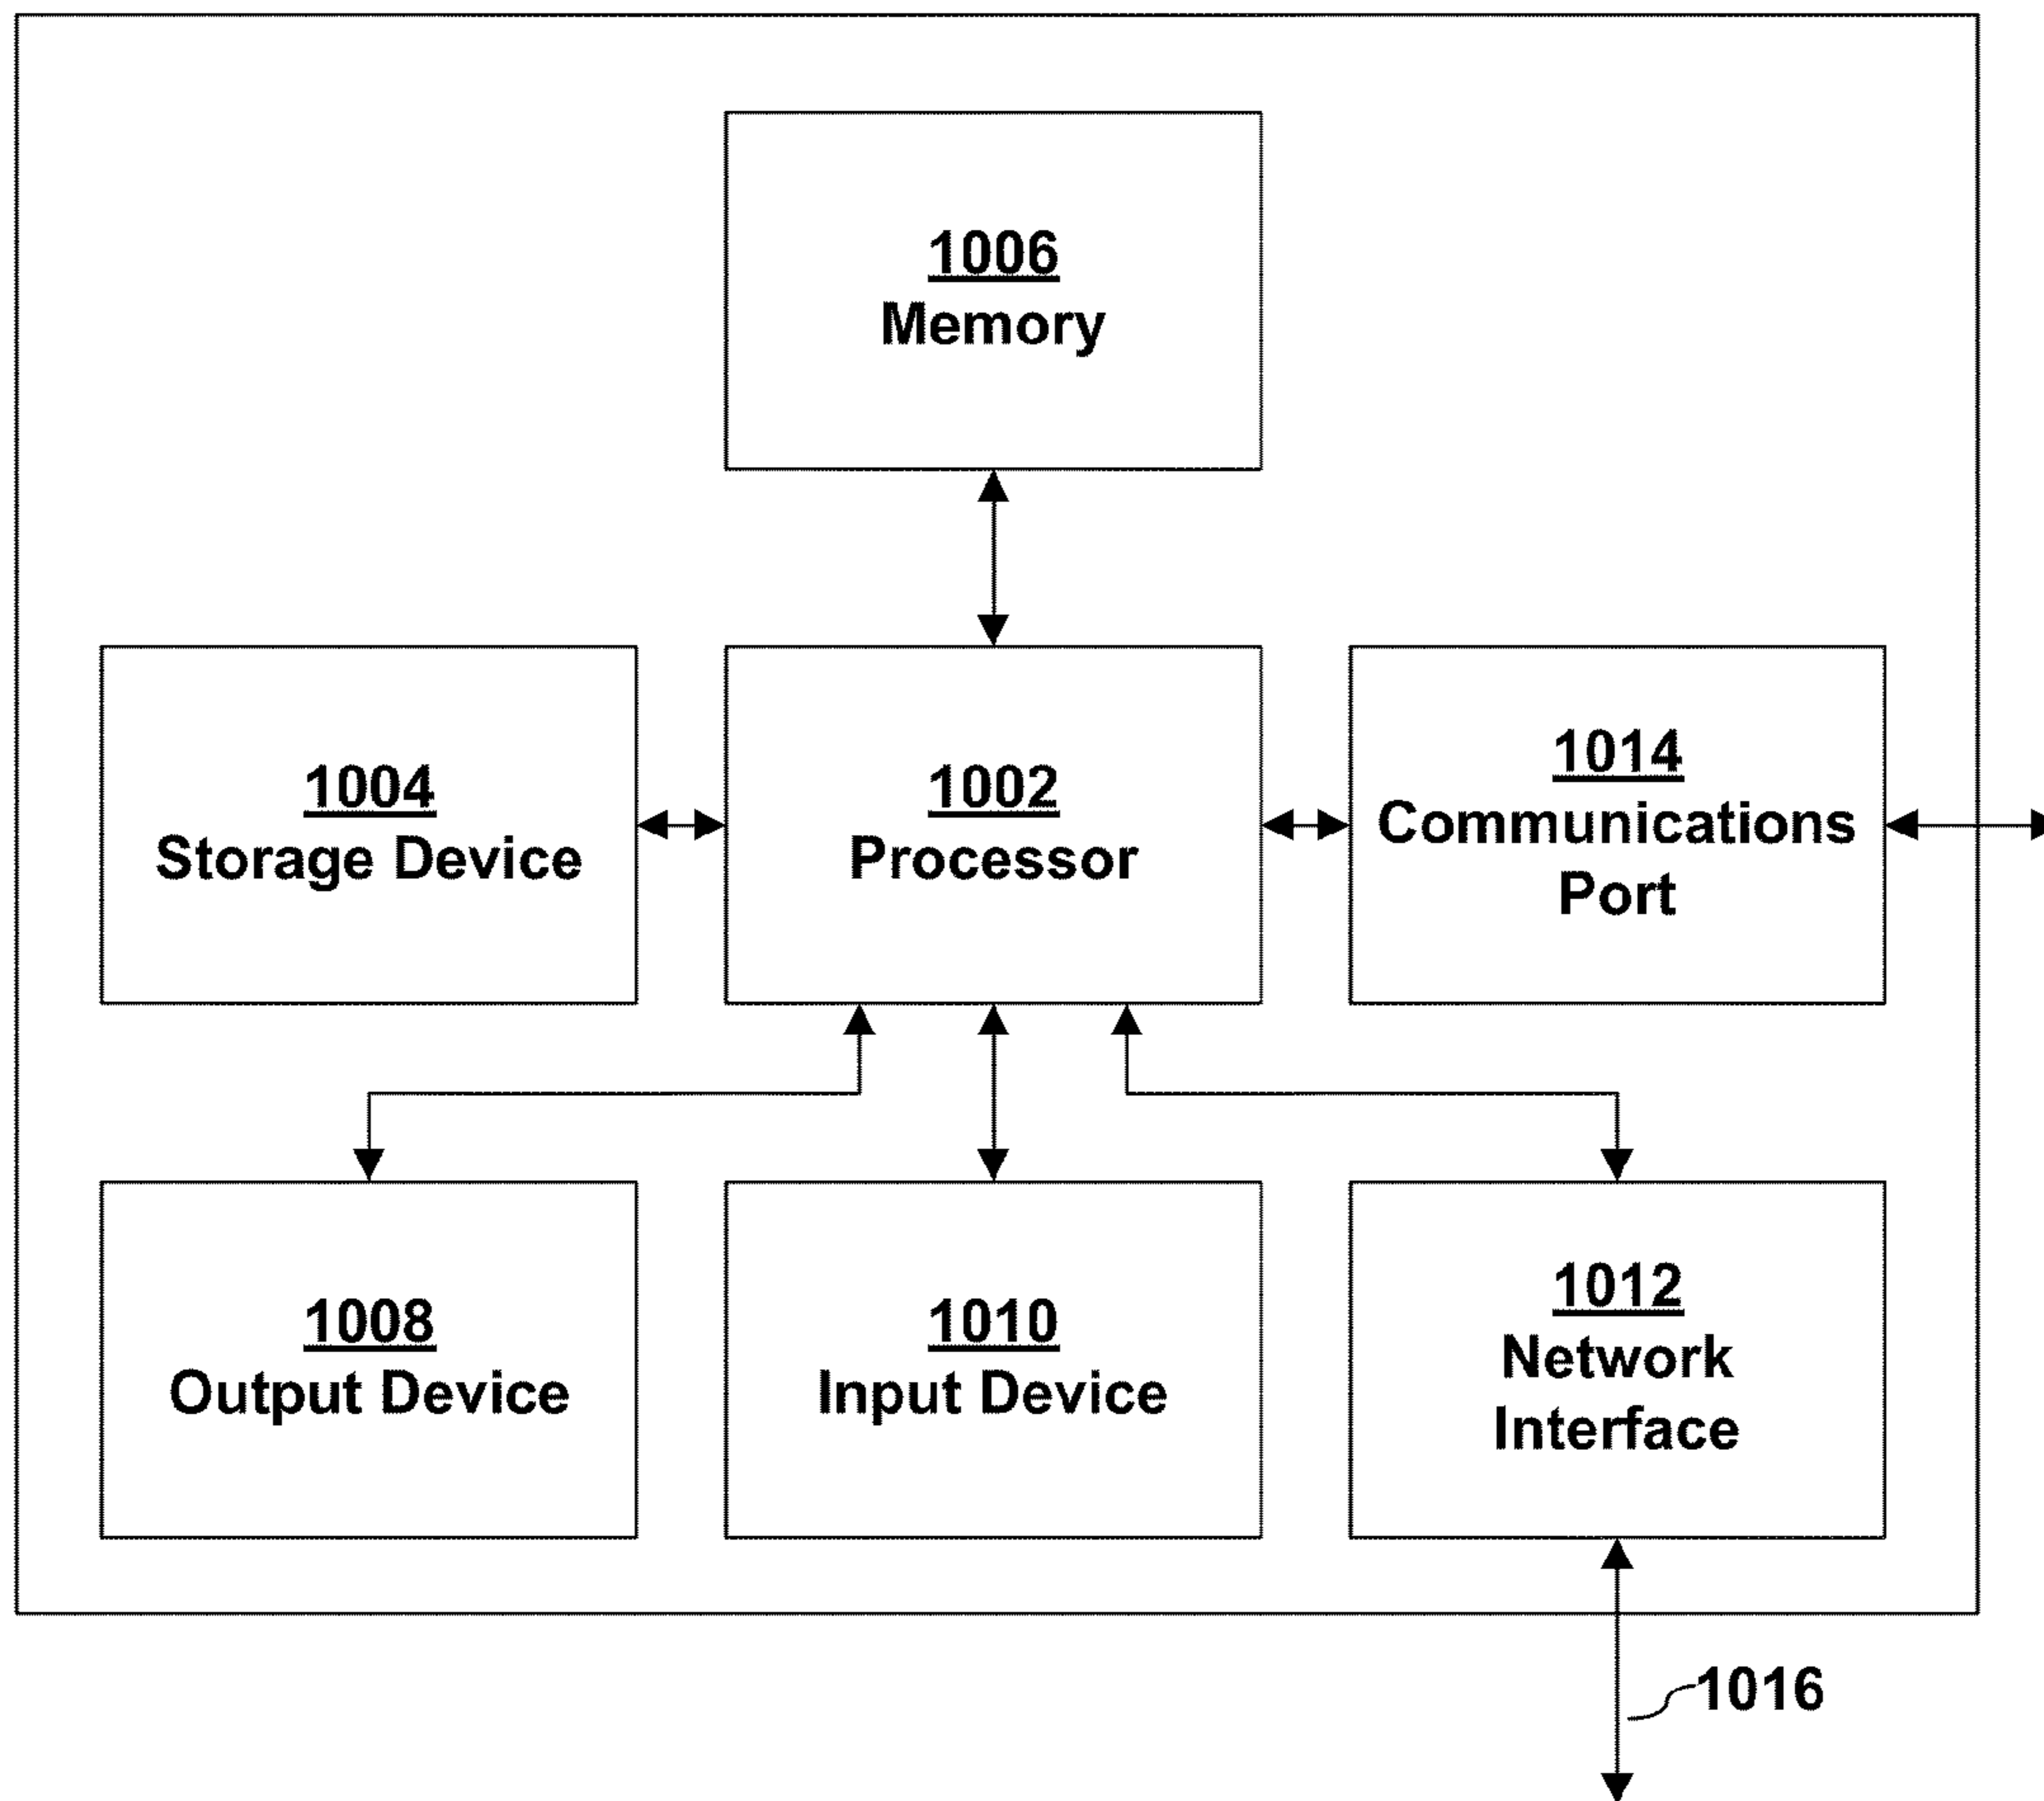 1006
Memory
1004
Storage Device
1002
Processor
1014
Communications
Port
1008
Output Device
1010
Input Device
1012
Network
Interface
1016